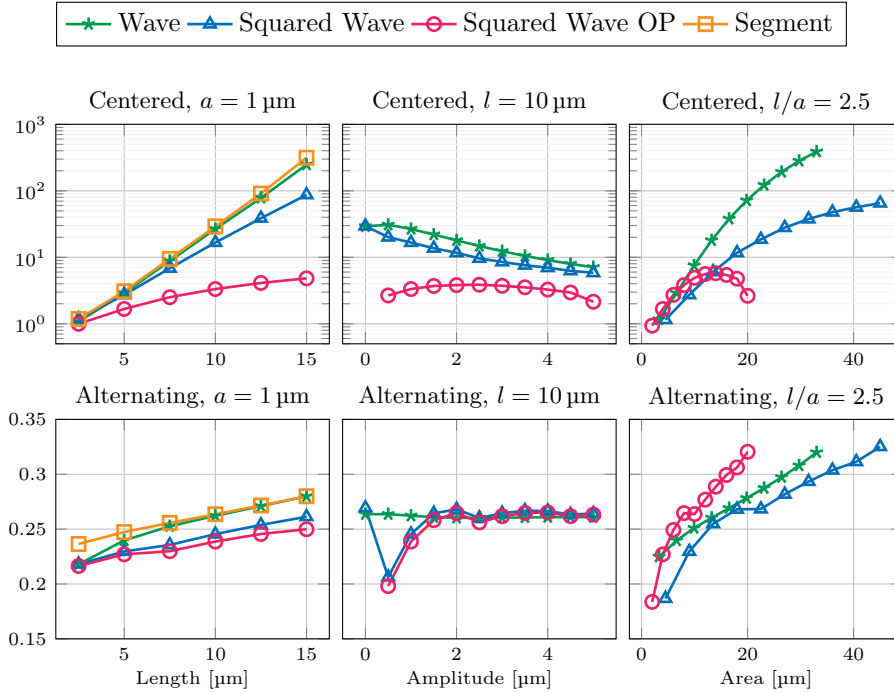 Wave Squared Wave Squared Wave OP Segment
Centered, a = 1 µm Centered, l = 10 µm Centered, l/a = 2.5
10³
10²
10¹
10⁰
5 10 15 0 2 4 0 20 40
Alternating, a = 1 µm Alternating, l = 10 µm Alternating, l/a = 2.5
0.35
0.3
0.25
0.2
0.15
5 10 15 0 2 4 0 20 40
Length [µm] Amplitude [µm] Area [µm]